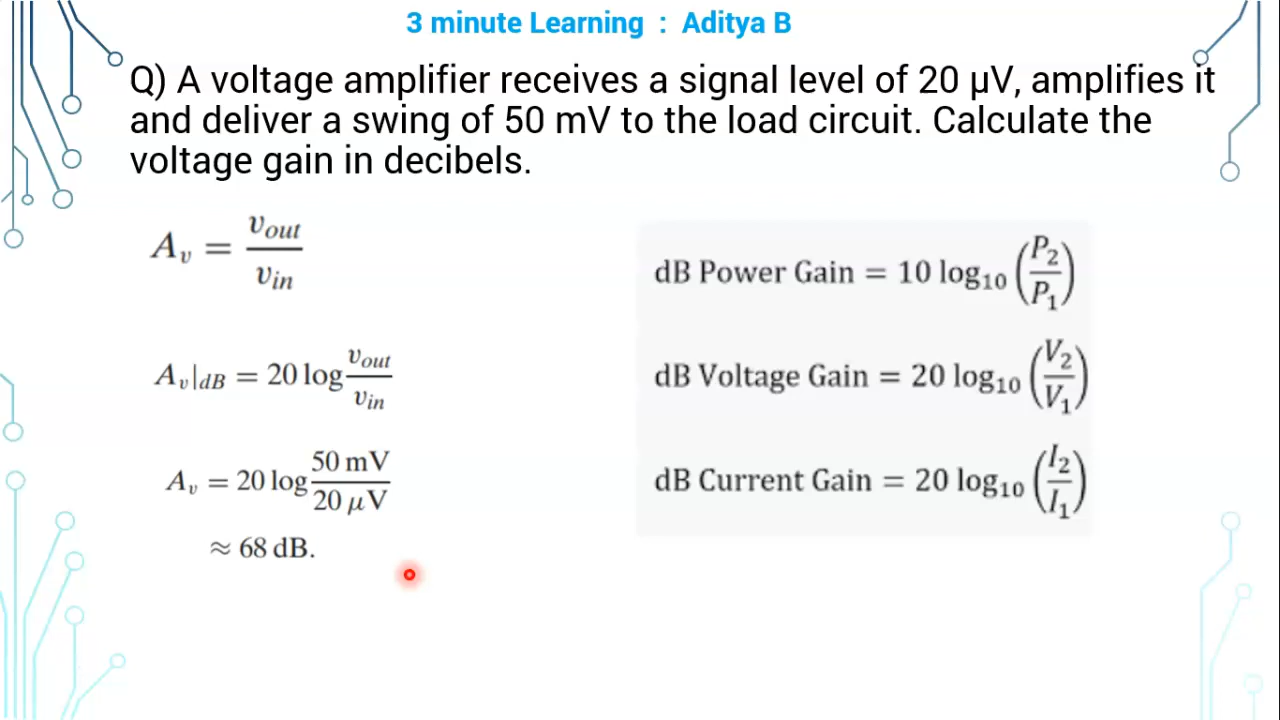 3 minute Learning : Aditya B
Q) A voltage amplifier receives a signal level of 20 µV, amplifies it
and deliver a swing of 50 mV to the load circuit. Calculate the
voltage gain in decibels.
A_v = v_out / v_in
A_v|dB = 20 log v_out / v_in
A_v = 20 log 50 mV / 20 µV
≈ 68 dB.
dB Power Gain = 10 log₁₀ (P₂ / P₁)
dB Voltage Gain = 20 log₁₀ (V₂ / V₁)
dB Current Gain = 20 log₁₀ (I₂ / I₁)